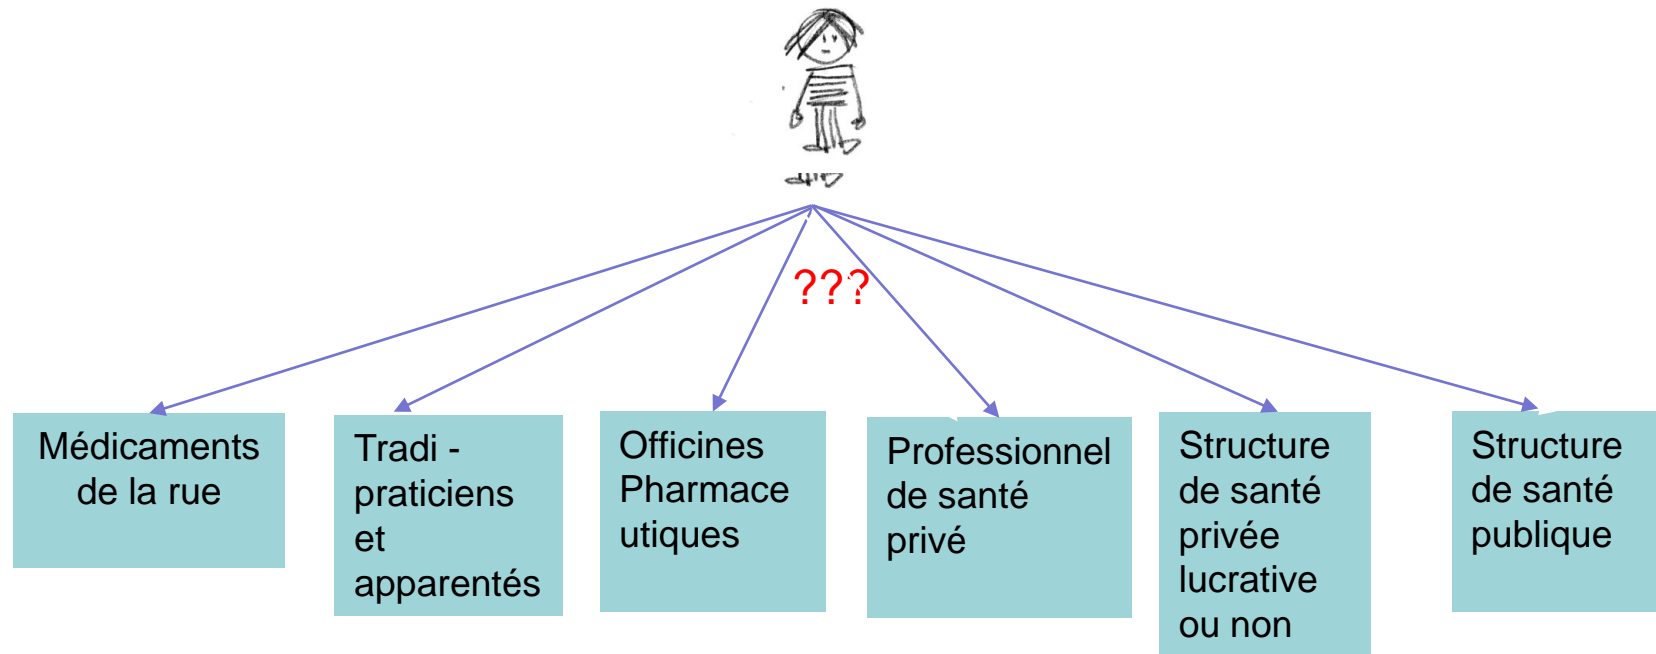 ???
Médicaments
de la rue
Tradi -
praticiens
et
apparentés
Officines
Pharmace
utiques
Professionnel
de santé
privé
Structure
de santé
privée
lucrative
ou non
Structure
de santé
publique